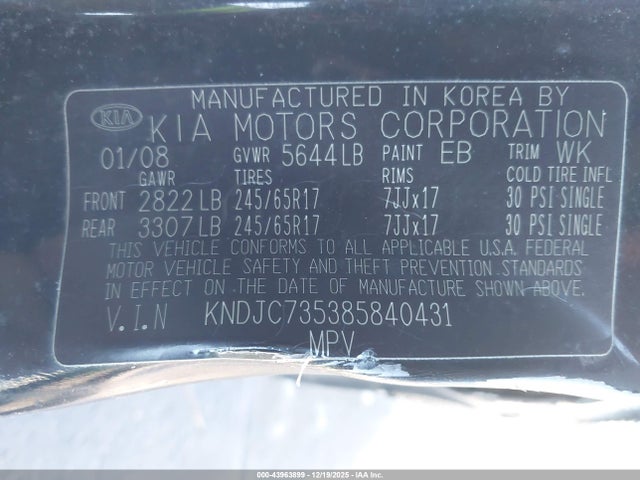 MANUFACTURED IN KOREA BY
KIA KIA MOTORS CORPORATION
01/08 GVWR 5644LB PAINT EB TRIM WK
GAWR TIRES RIMS COLD TIRE INFL
FRONT 2822LB 245/65R17 7JJx17 30 PSI SINGLE
REAR 3307LB 245/65R17 7JJx17 30 PSI SINGLE
THIS VEHICLE CONFORMS TO ALL APPLICABLE U.S.A. FEDERAL
MOTOR VEHICLE SAFETY AND THEFT PREVENTION STANDARDS
IN EFFECT ON THE DATE OF MANUFACTURE SHOWN ABOVE.
V.I.N KNDJC735385840431
MPV
000-43963899 - 12/19/2025 - IAA Inc.